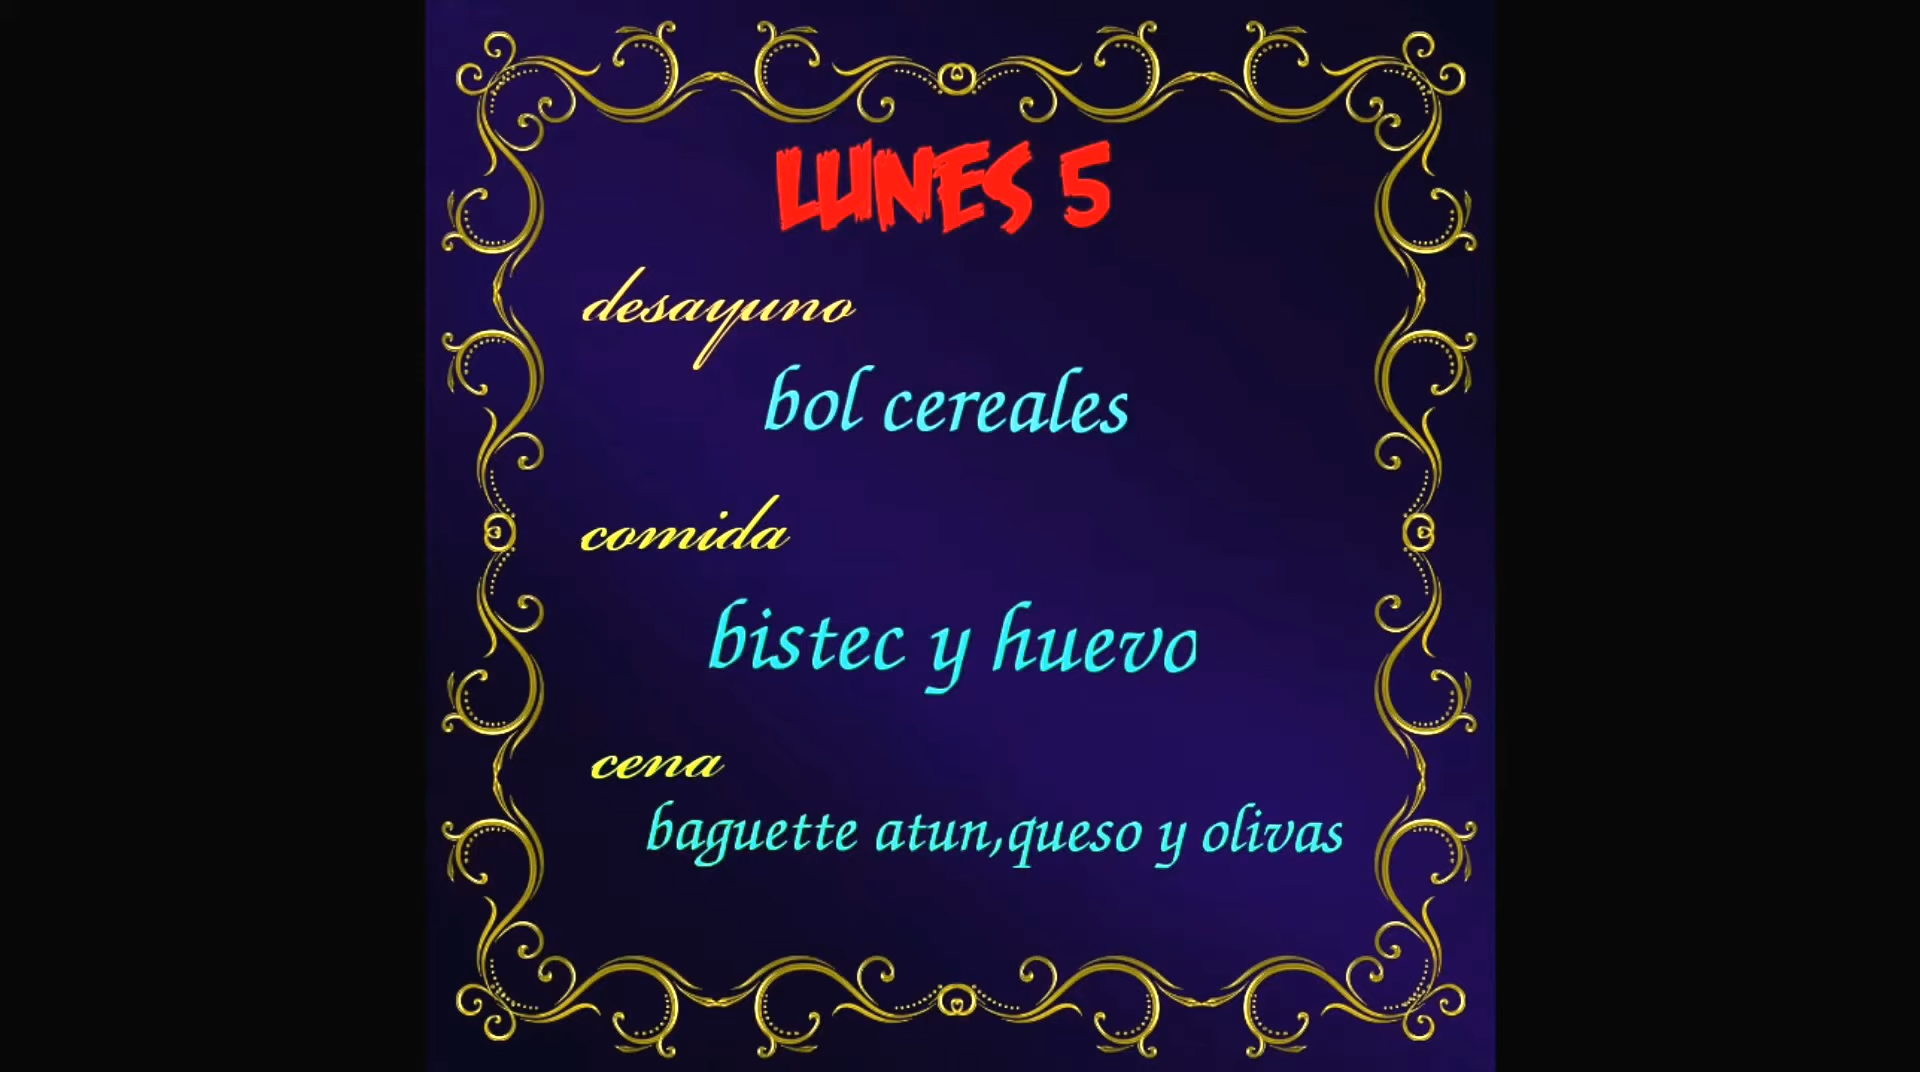 LUNES 5
desayuno
bol cereales
comida
bistec y huevo
cena
baguette atun,queso y olivas